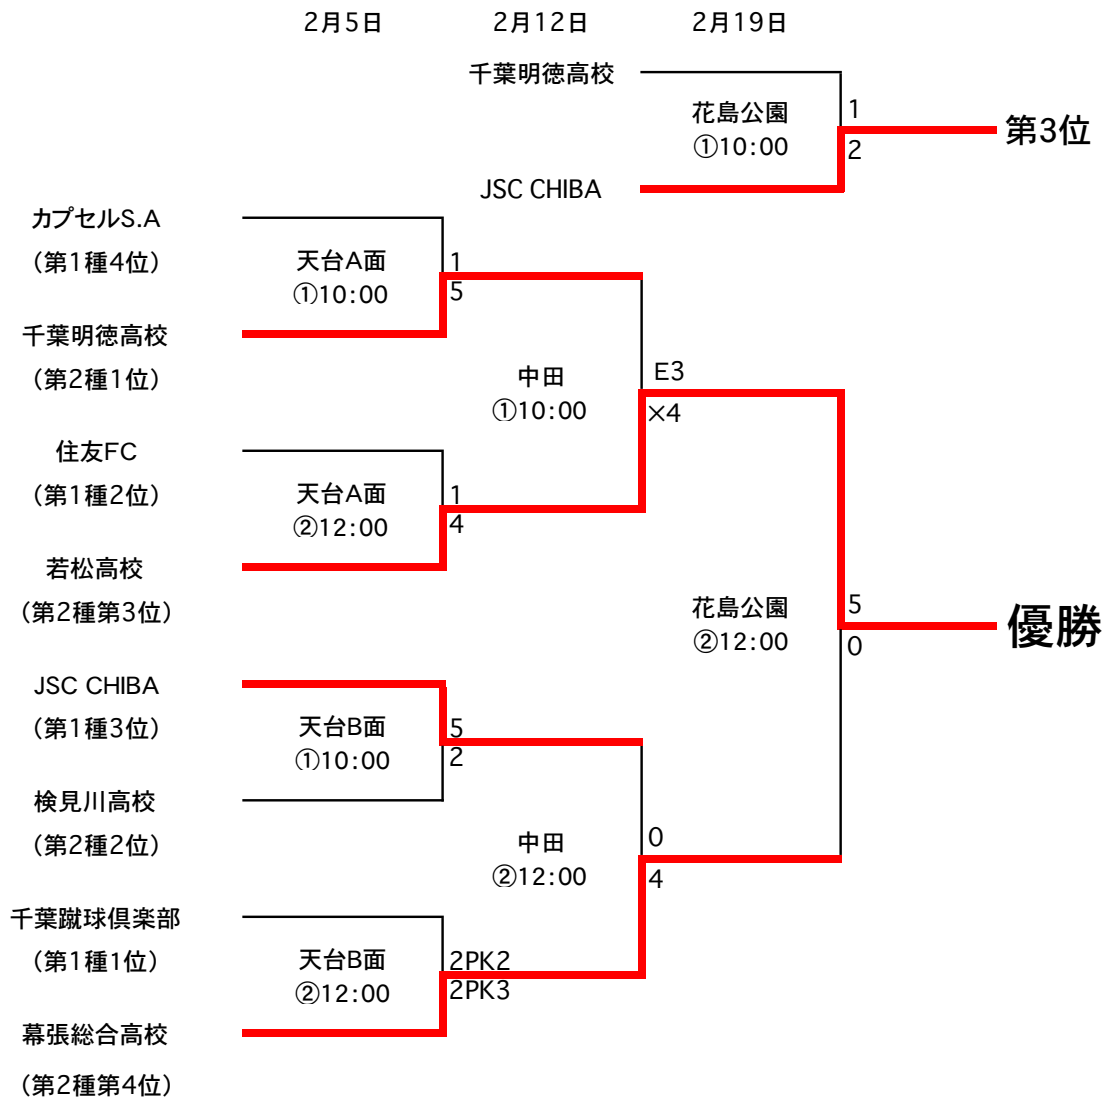 2月5日 2月12日 2月19日
千葉明徳高校
花島公園
①10:00
1
2
第3位
JSC CHIBA
カプセルS.A
(第1種4位)
天台A面
①10:00
1
5
千葉明徳高校
(第2種1位)
中田
①10:00
E3
×4
住友FC
(第1種2位)
天台A面
②12:00
1
4
若松高校
(第2種第3位)
花島公園
②12:00
5
0
優勝
JSC CHIBA
(第1種3位)
天台B面
①10:00
5
2
検見川高校
(第2種2位)
中田
②12:00
0
4
千葉蹴球倶楽部
(第1種1位)
天台B面
②12:00
2PK2
2PK3
幕張総合高校
(第2種第4位)